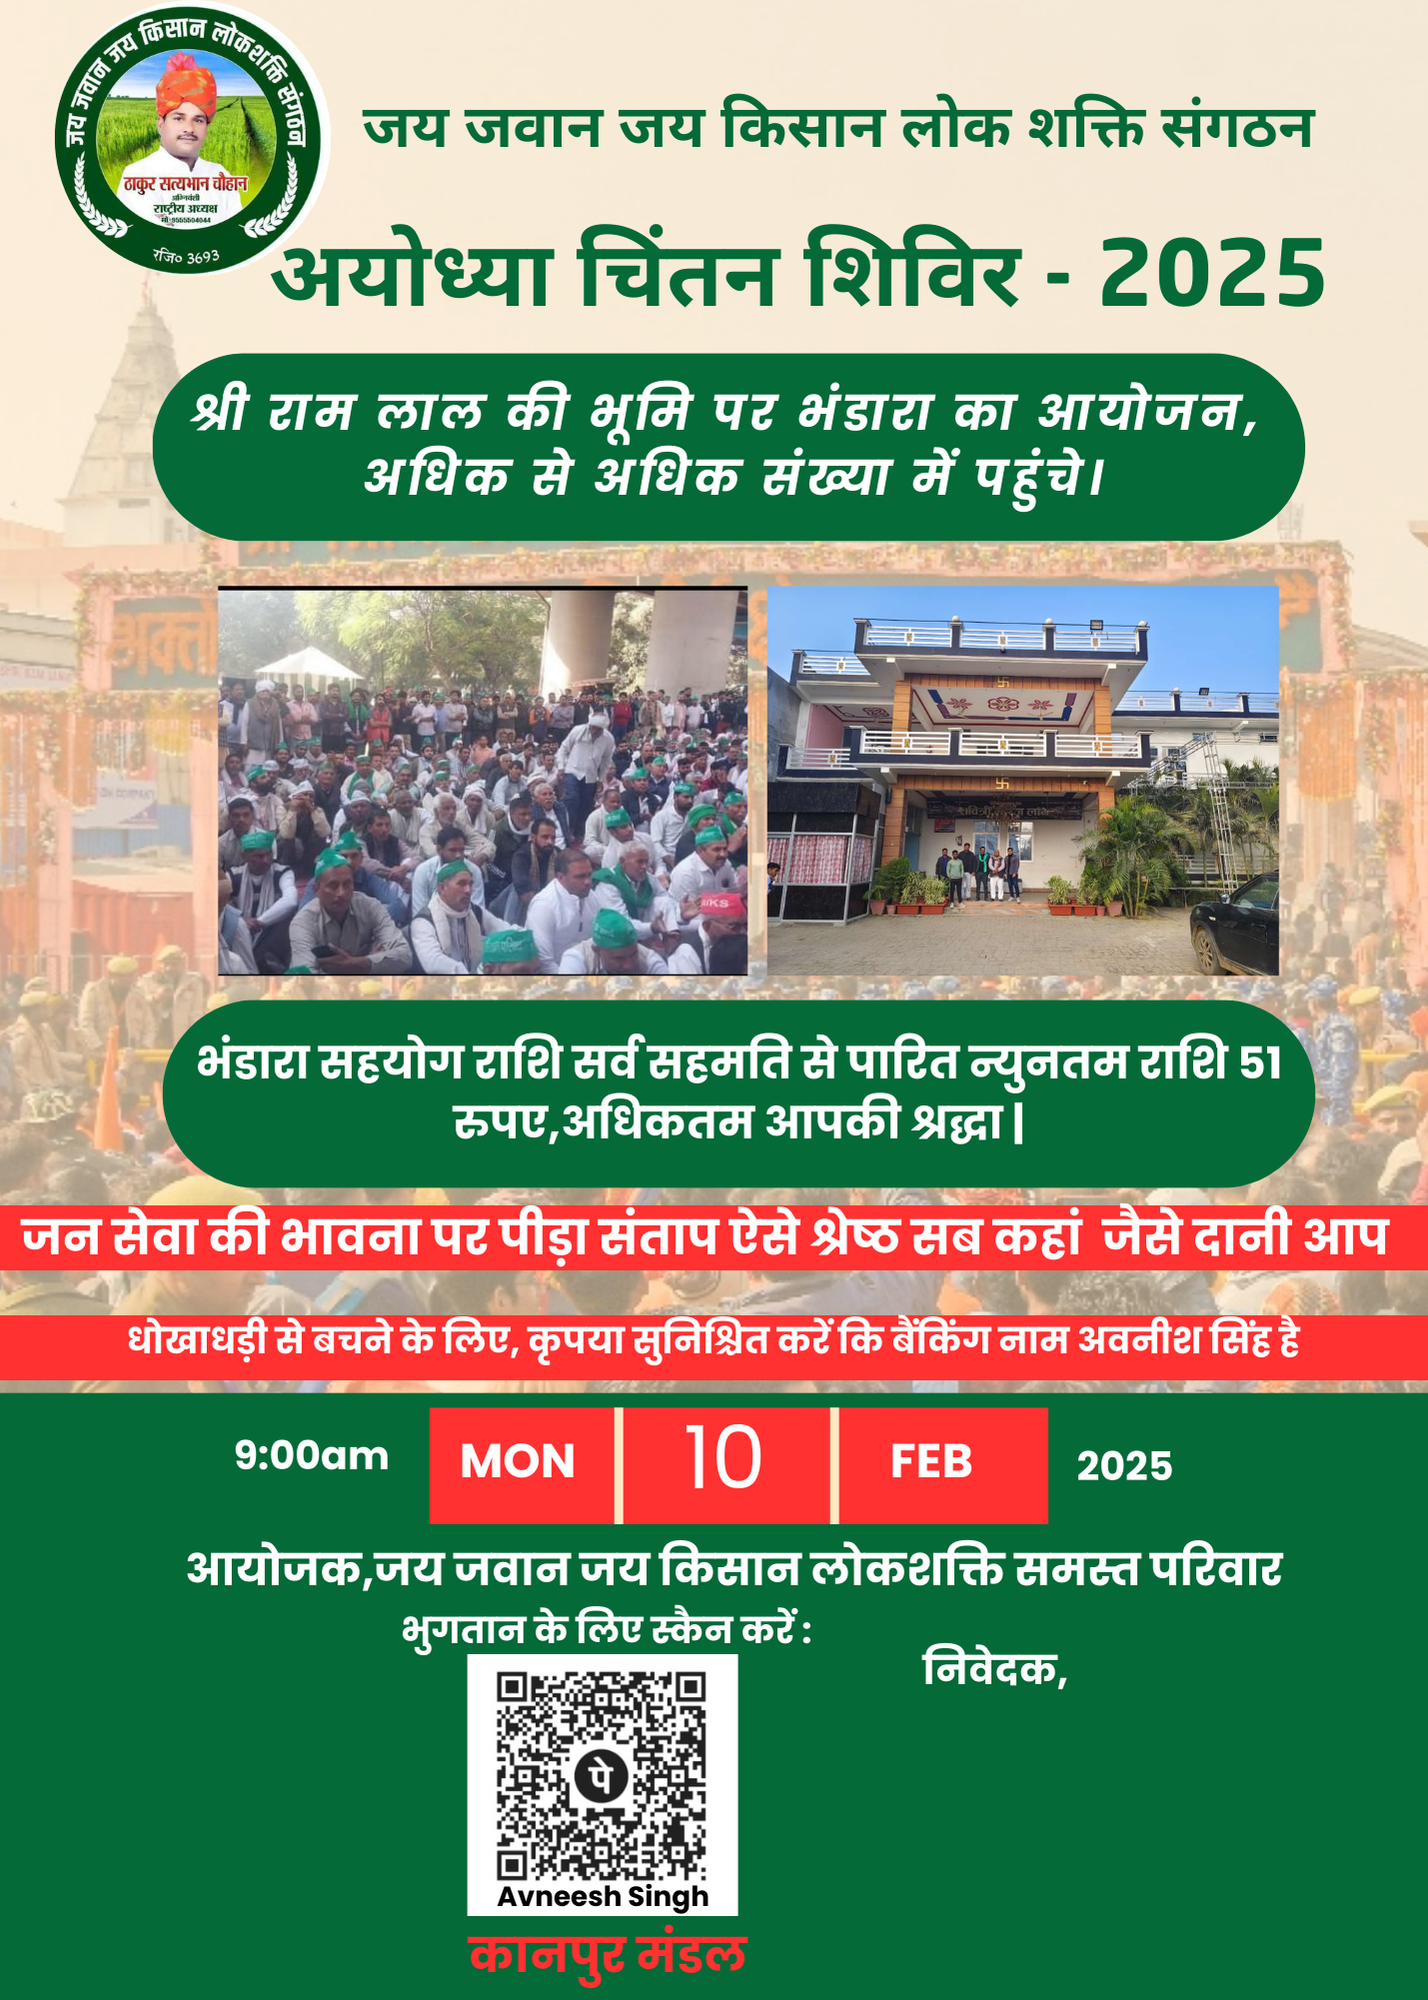 जय जवान जय किसान लोकशक्ति संगठन
ठाकुर सत्यभान चौहान
अग्निवंशी
राष्ट्रीय अध्यक्ष
मो:-9555504044
रजि० 3693
जय जवान जय किसान लोक शक्ति संगठन
अयोध्या चिंतन शिविर - 2025
श्री राम लाल की भूमि पर भंडारा का आयोजन,
अधिक से अधिक संख्या में पहुंचे।
भंडारा सहयोग राशि सर्व सहमति से पारित न्युनतम राशि 51
रुपए,अधिकतम आपकी श्रद्धा |
जन सेवा की भावना पर पीड़ा संताप ऐसे श्रेष्ठ सब कहां जैसे दानी आप
धोखाधड़ी से बचने के लिए, कृपया सुनिश्चित करें कि बैंकिंग नाम अवनीश सिंह है
9:00am
MON
10
FEB
2025
आयोजक,जय जवान जय किसान लोकशक्ति समस्त परिवार
भुगतान के लिए स्कैन करें :
निवेदक,
पे
Avneesh Singh
कानपुर मंडल